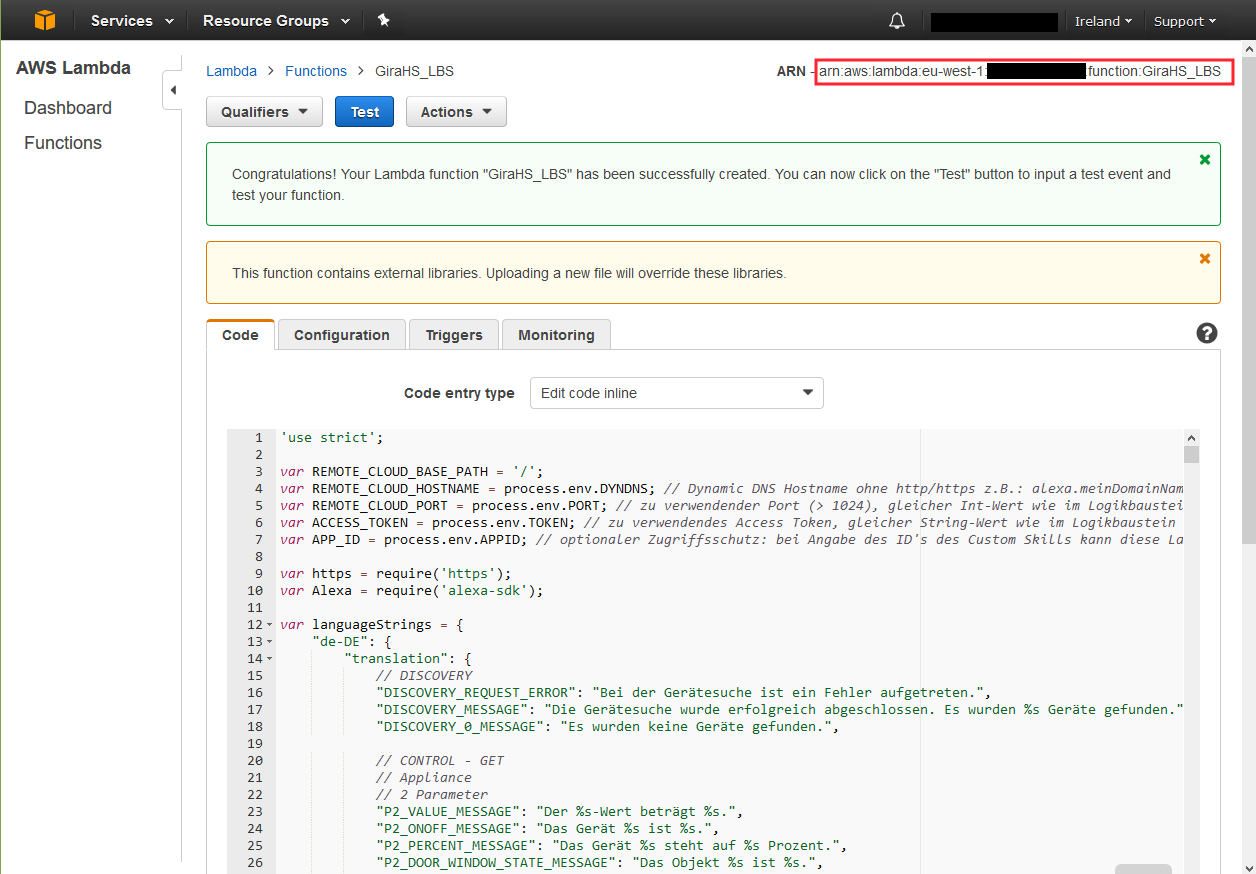 Services Resource Groups Ireland Support
AWS Lambda
Dashboard
Functions
Lambda > Functions > GiraHS_LBS
ARN - arn:aws:lambda:eu-west-1: :function:GiraHS_LBS
Qualifiers Test Actions
Congratulations! Your Lambda function "GiraHS_LBS" has been successfully created. You can now click on the "Test" button to input a test event and
test your function.
This function contains external libraries. Uploading a new file will override these libraries.
Code Configuration Triggers Monitoring
Code entry type Edit code inline
1 'use strict';
2
3 var REMOTE_CLOUD_BASE_PATH = '/';
4 var REMOTE_CLOUD_HOSTNAME = process.env.DYNDNS; // Dynamic DNS Hostname ohne http/https z.B.: alexa.meinDomainNam
5 var REMOTE_CLOUD_PORT = process.env.PORT; // zu verwendender Port (> 1024), gleicher Int-Wert wie im Logikbaustei
6 var ACCESS_TOKEN = process.env.TOKEN; // zu verwendendes Access Token, gleicher String-Wert wie im Logikbaustein
7 var APP_ID = process.env.APPID; // optionaler Zugriffsschutz: bei Angabe des ID's des Custom Skills kann diese La
8
9 var https = require('https');
10 var Alexa = require('alexa-sdk');
11
12 var languageStrings = {
13 "de-DE": {
14 "translation": {
15 // DISCOVERY
16 "DISCOVERY_REQUEST_ERROR": "Bei der Gerätesuche ist ein Fehler aufgetreten.",
17 "DISCOVERY_MESSAGE": "Die Gerätesuche wurde erfolgreich abgeschlossen. Es wurden %s Geräte gefunden."
18 "DISCOVERY_0_MESSAGE": "Es wurden keine Geräte gefunden.",
19
20 // CONTROL - GET
21 // Appliance
22 // 2 Parameter
23 "P2_VALUE_MESSAGE": "Der %s-Wert beträgt %s.",
24 "P2_ONOFF_MESSAGE": "Das Gerät %s ist %s.",
25 "P2_PERCENT_MESSAGE": "Das Gerät %s steht auf %s Prozent.",
26 "P2_DOOR_WINDOW_STATE_MESSAGE": "Das Objekt %s ist %s.",